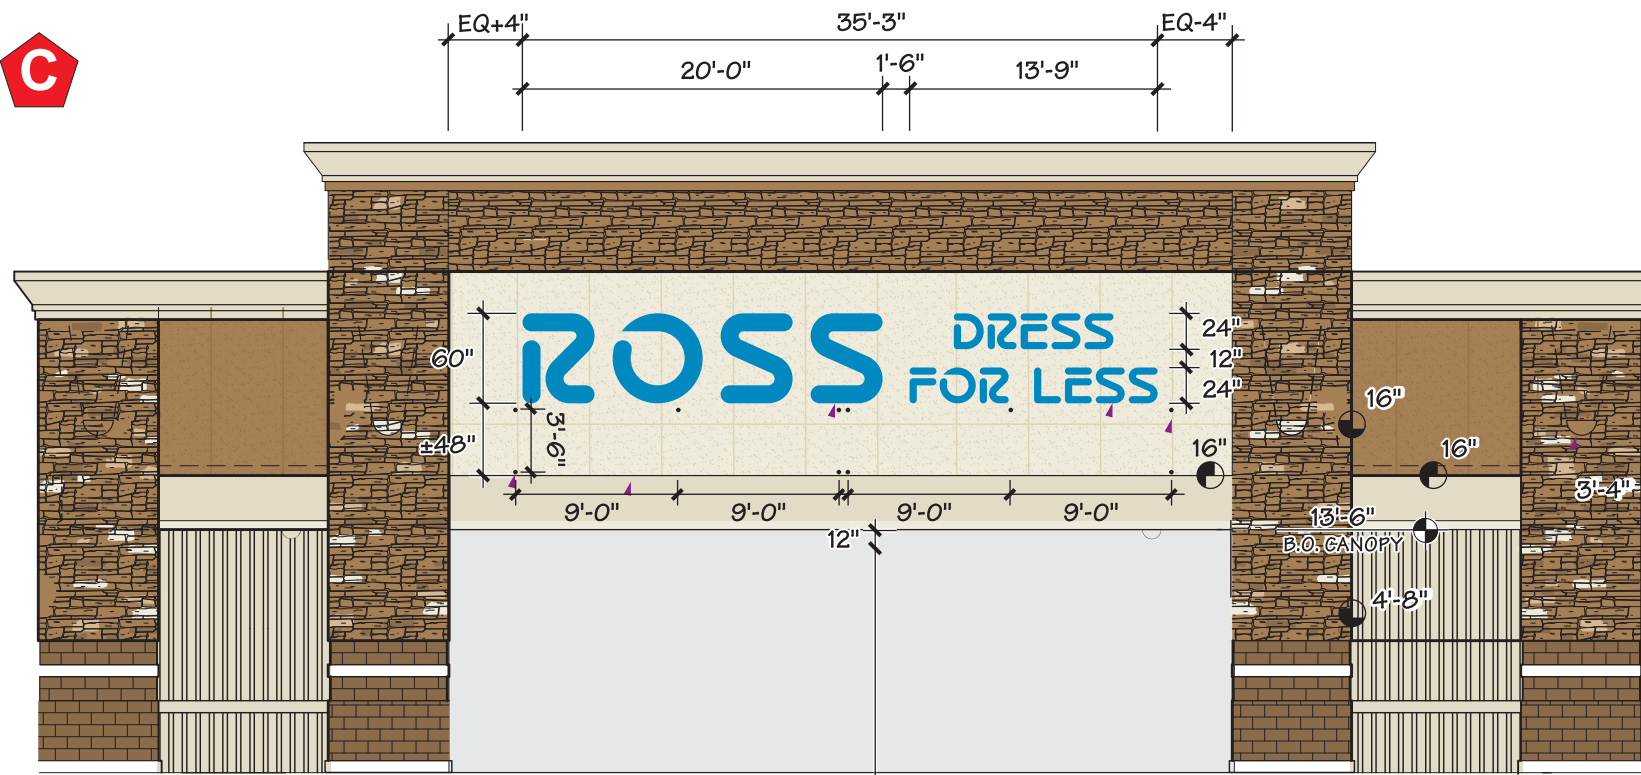 C
EQ+4" 35'-3" EQ-4"
20'-0" 1'-6" 13'-9"
ROSS
DRESS
FOR LESS
60"
±48"
3'-6"
24"
12"
24"
16"
16"
16"
9'-0" 9'-0" 9'-0" 9'-0"
12"
3'-4"
13'-6"
B.O. CANOPY
4'-8"